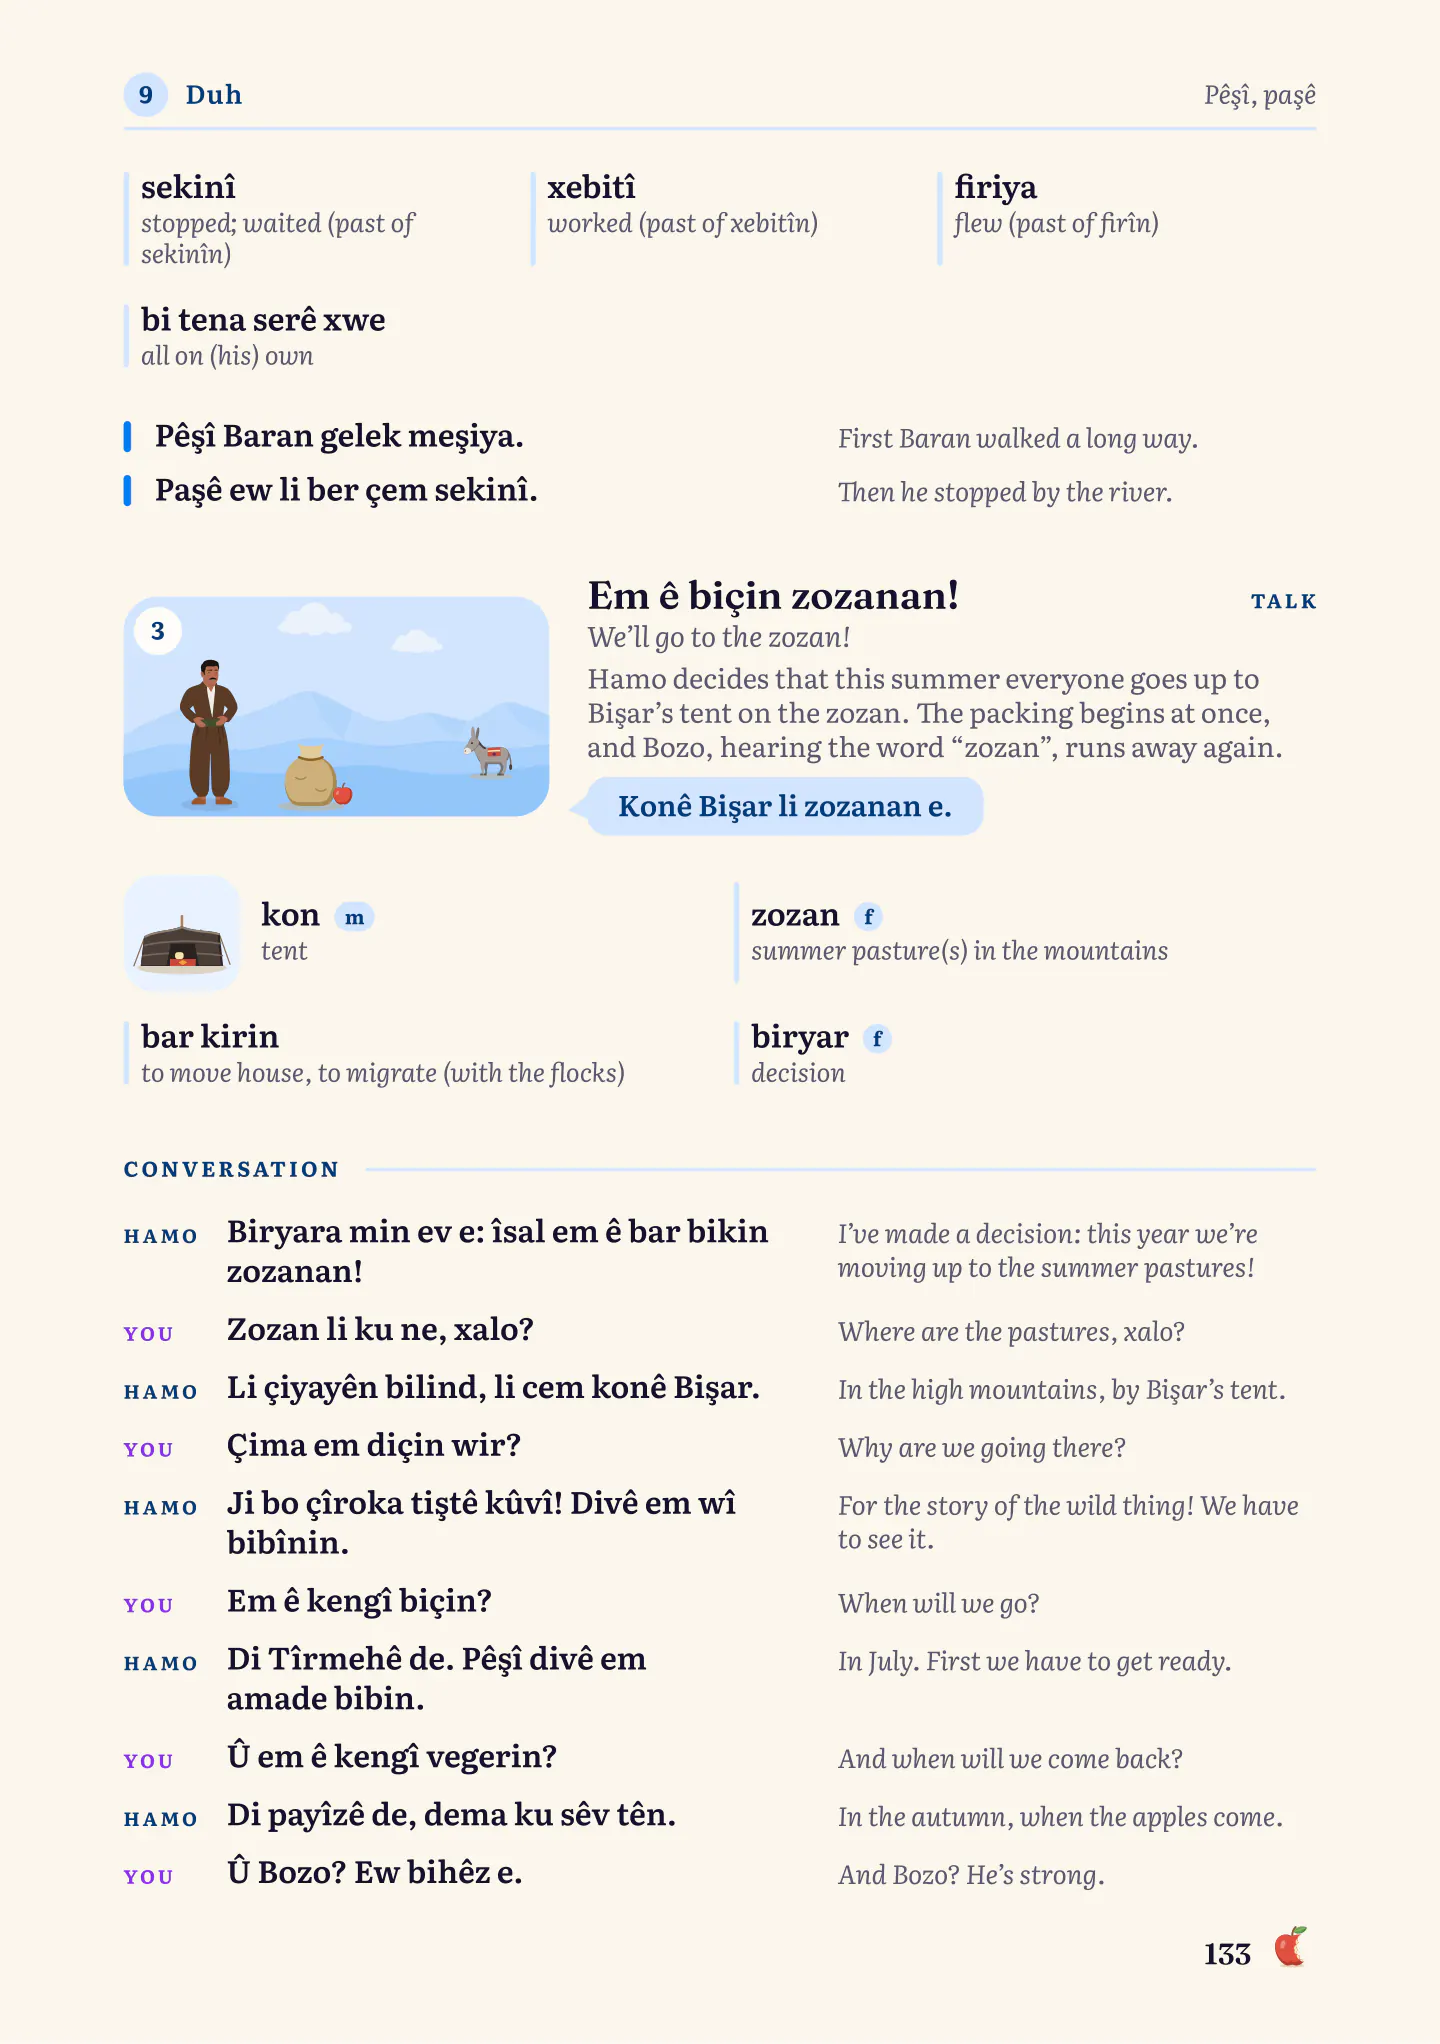 9 Duh
Pêşî, paşê
sekinî
stopped; waited (past of
sekinîn)
xebitî
worked (past of xebitîn)
firiya
flew (past of firîn)
bi tena serê xwe
all on (his) own
Pêşî Baran gelek meşiya.
First Baran walked a long way.
Paşê ew li ber çem sekinî.
Then he stopped by the river.
3
Em ê biçin zozanan!
TALK
We’ll go to the zozan!
Hamo decides that this summer everyone goes up to
Bişar’s tent on the zozan. The packing begins at once,
and Bozo, hearing the word “zozan”, runs away again.
Konê Bişar li zozanan e.
kon m
tent
zozan f
summer pasture(s) in the mountains
bar kirin
to move house, to migrate (with the flocks)
biryar f
decision
CONVERSATION
HAMO Biryara min ev e: îsal em ê bar bikin
zozanan!
I’ve made a decision: this year we’re
moving up to the summer pastures!
YOU Zozan li ku ne, xalo?
Where are the pastures, xalo?
HAMO Li çiyayên bilind, li cem konê Bişar.
In the high mountains, by Bişar’s tent.
YOU Çima em diçin wir?
Why are we going there?
HAMO Ji bo çîroka tiştê kûvî! Divê em wî
bibînin.
For the story of the wild thing! We have
to see it.
YOU Em ê kengî biçin?
When will we go?
HAMO Di Tîrmehê de. Pêşî divê em
amade bibin.
In July. First we have to get ready.
YOU Û em ê kengî vegerin?
And when will we come back?
HAMO Di payîzê de, dema ku sêv tên.
In the autumn, when the apples come.
YOU Û Bozo? Ew bihêz e.
And Bozo? He’s strong.
133